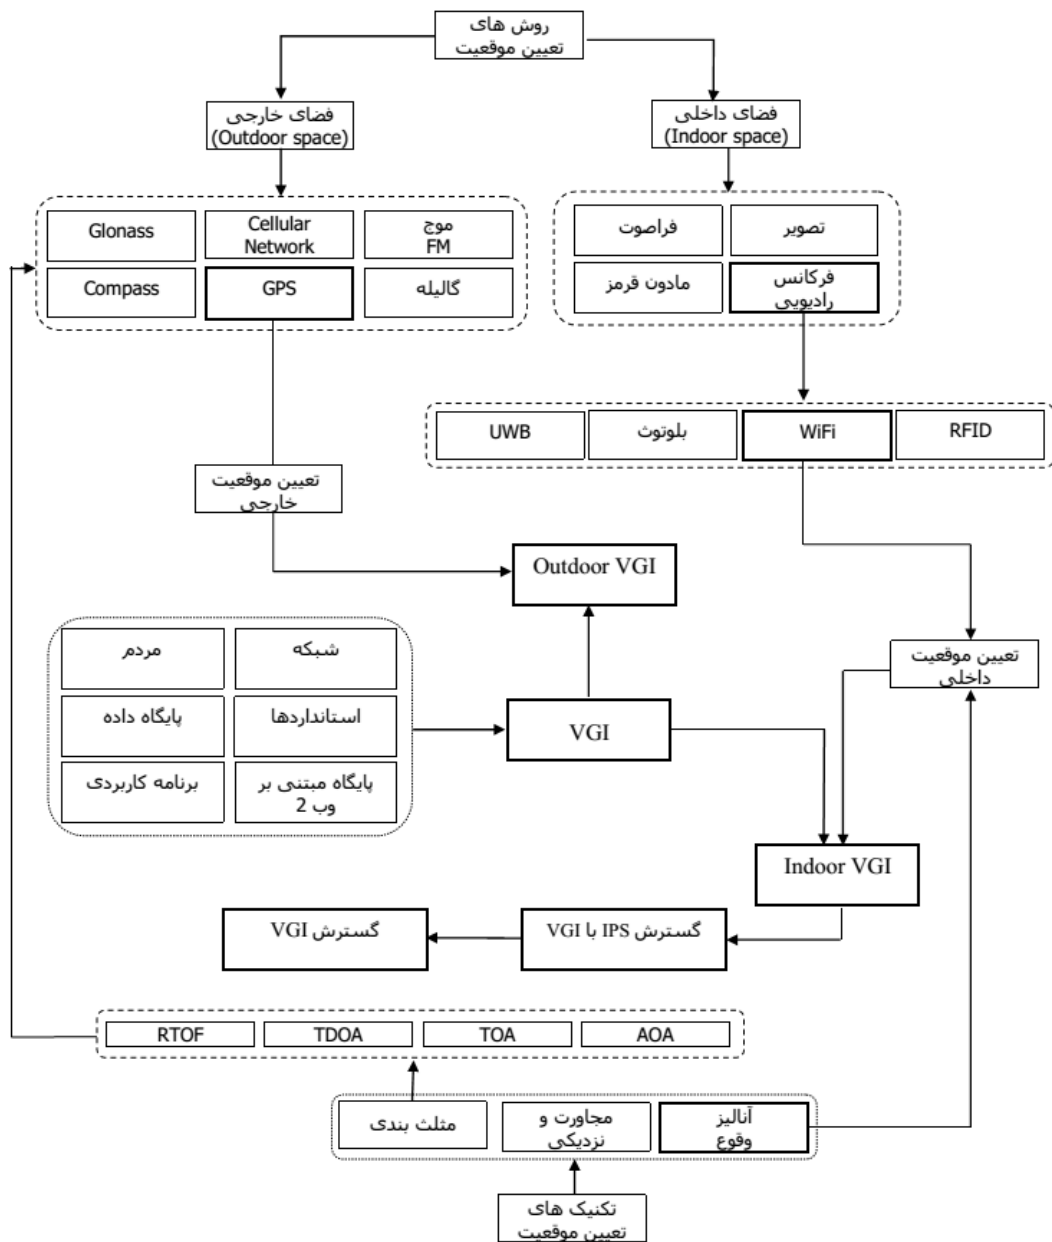 روش های
تعیین موقعیت
فضای خارجی
(Outdoor space)
فضای داخلی
(Indoor space)
Glonass
Cellular
Network
موج
FM
Compass
GPS
گالیله
فراصوت
تصویر
مادون قرمز
فرکانس
رادیویی
UWB
بلوتوث
WiFi
RFID
تعیین موقعیت
خارجی
Outdoor VGI
مردم
شبکه
پایگاه داده
استانداردها
برنامه کاربردی
پایگاه مبتنی بر
وب 2
VGI
تعیین موقعیت
داخلی
Indoor VGI
گسترش VGI
گسترش IPS با VGI
RTOF
TDOA
TOA
AOA
مثلث بندی
مجاورت و
نزدیکی
آنالیز
وقوع
تکنیک های
تعیین موقعیت